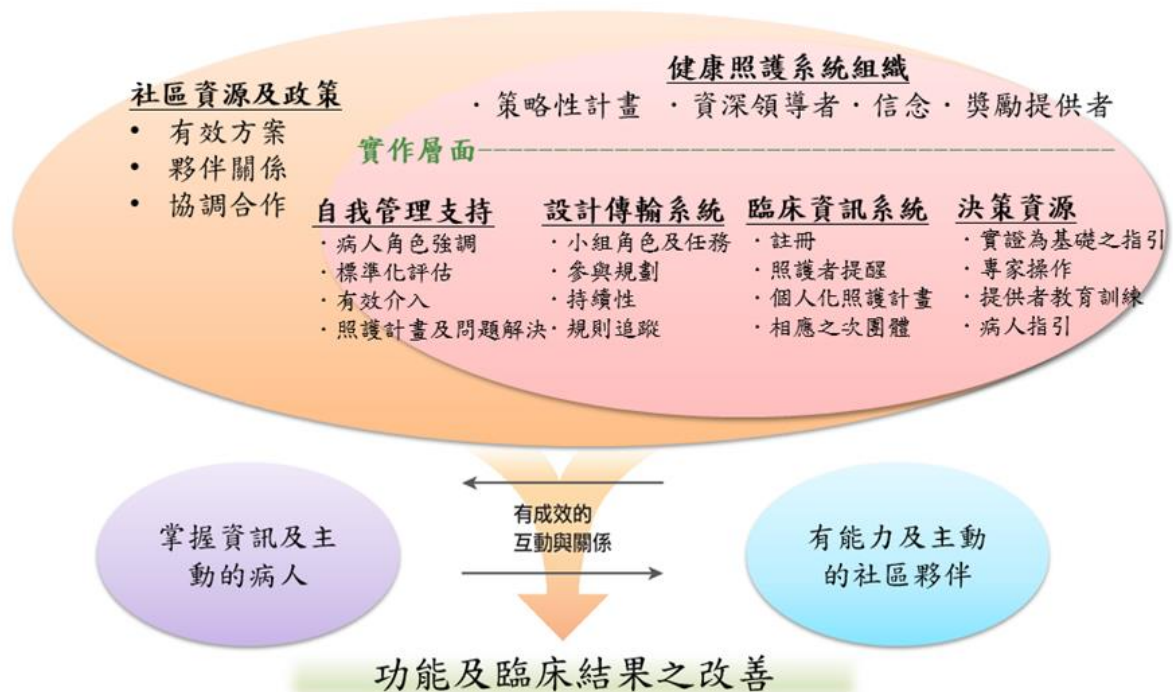 健康照護系統組織
·策略性計畫 ·資深領導者·信念·獎勵提供者
社區資源及政策
• 有效方案
• 夥伴關係
• 協調合作
實作層面
自我管理支持
·病人角色強調
·標準化評估
·有效介入
·照護計畫及問題解決
設計傳輸系統
·小組角色及任務
·參與規劃
·持續性
·規則追蹤
臨床資訊系統
·註冊
·照護者提醒
·個人化照護計畫
·相應之次團體
決策資源
·實證為基礎之指引
·專家操作
·提供者教育訓練
·病人指引
掌握資訊及主
動的病人
有成效的
互動與關係
有能力及主動
的社區夥伴
功能及臨床結果之改善